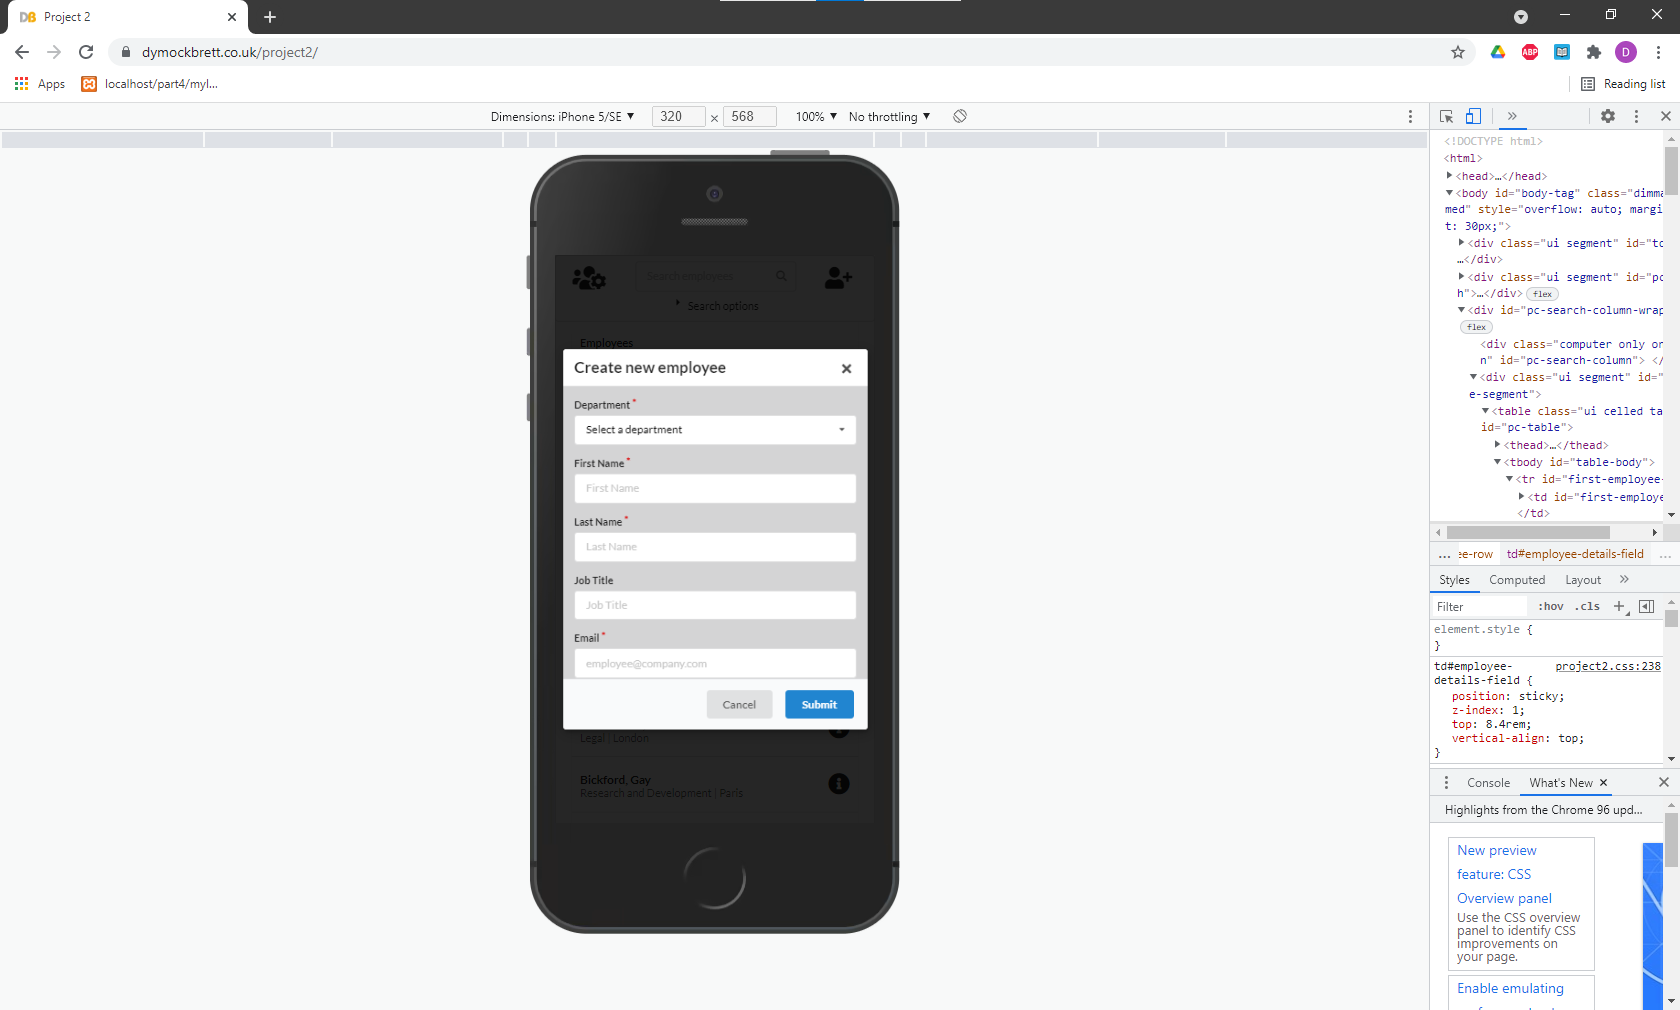 DB Project 2
dymockbrett.co.uk/project2/
ABP
D
Apps
localhost/part4/myl...
Reading list
Dimensions: iPhone 5/SE ▼ 320 × 568 100% ▼ No throttling ▼
Search employees
Search options
Employees
Create new employee
Department *
Select a department
First Name *
First Name
Last Name *
Last Name
Job Title
Job Title
Email *
employee@company.com
Cancel Submit
Legal | London
Bickford, Gay
Research and Development | Paris
<!DOCTYPE html>
<html>
<head>…</head>
<body id="body-tag" class="dimma
med" style="overflow: auto; margi
t: 30px;">
<div class="ui segment" id="to
…</div>
<div class="ui segment" id="pc
h">…</div> flex
<div id="pc-search-column-wrap
flex
<div class="computer only on
n" id="pc-search-column"> </
<div class="ui segment" id="
e-segment">
<table class="ui celled ta
id="pc-table">
<thead>…</thead>
<tbody id="table-body">
<tr id="first-employee-
<td id="first-employe
</td>
... ee-row td#employee-details-field ...
Styles Computed Layout
Filter :hov .cls
element.style {
}
td#employee- project2.css:238
details-field {
position: sticky;
z-index: 1;
top: 8.4rem;
vertical-align: top;
}
Console What's New
Highlights from the Chrome 96 upd...
New preview
feature: CSS
Overview panel
Use the CSS overview
panel to identify CSS
improvements on
your page.
Enable emulating